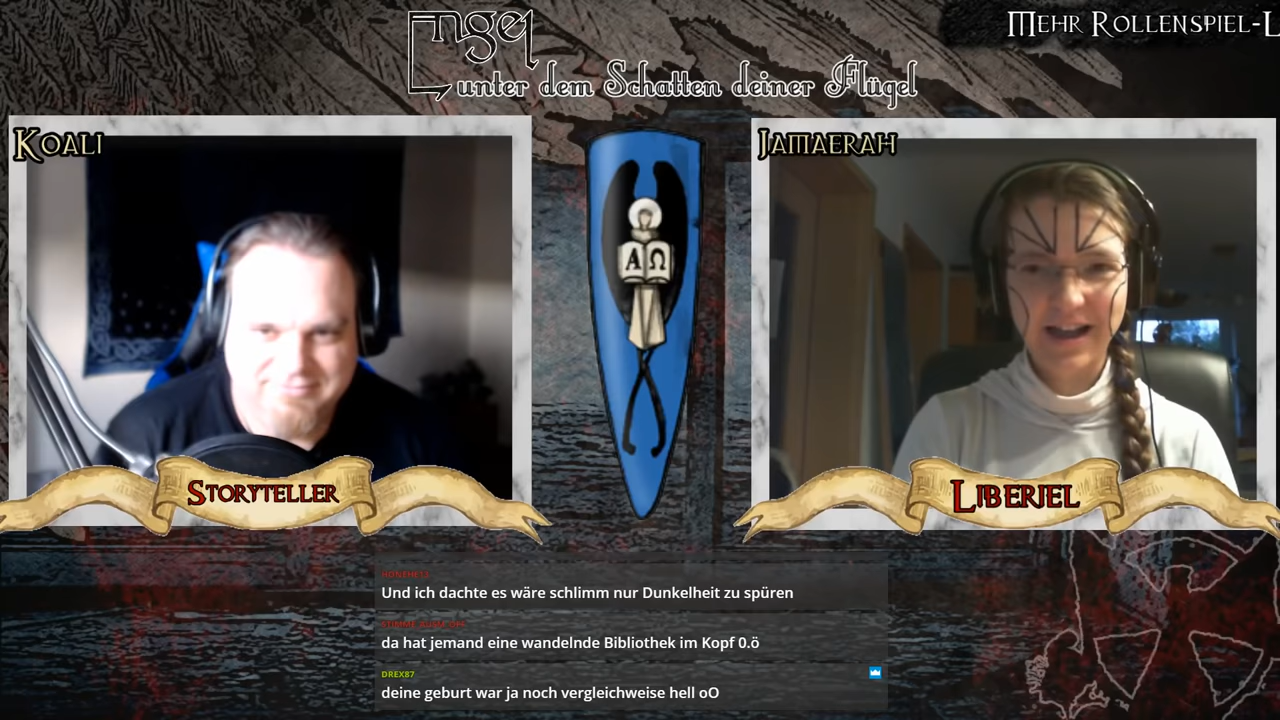 Engel
unter dem Schatten deiner Flügel
Mehr Rollenspiel-L
Koali
Jamaerah
A Ω
Storyteller
Liberiel
Und ich dachte es wäre schlimm nur Dunkelheit zu spüren
da hat jemand eine wandelnde Bibliothek im Kopf 0.ö
DREX87
deine geburt war ja noch vergleichweise hell oO